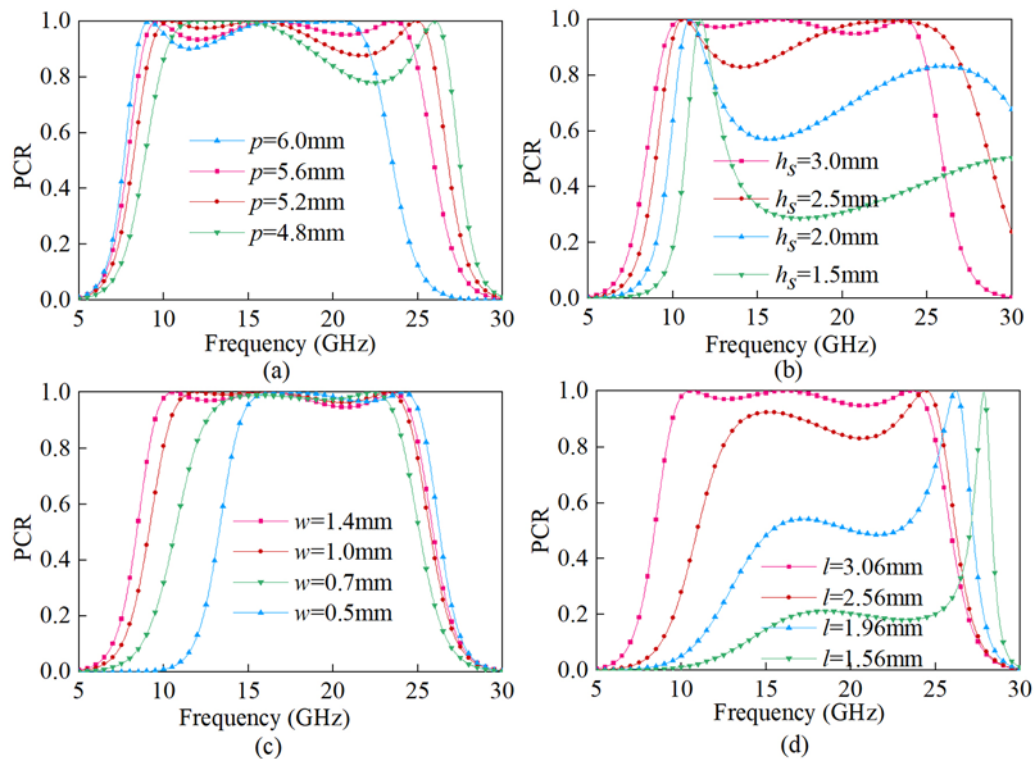 1.0
0.8
0.6
0.4
0.2
0.0
PCR
p=6.0mm
p=5.6mm
p=5.2mm
p=4.8mm
5 10 15 20 25 30
Frequency (GHz)
(a)
1.0
0.8
0.6
0.4
0.2
0.0
PCR
hs=3.0mm
hs=2.5mm
hs=2.0mm
hs=1.5mm
5 10 15 20 25 30
Frequency (GHz)
(b)
1.0
0.8
0.6
0.4
0.2
0.0
PCR
w=1.4mm
w=1.0mm
w=0.7mm
w=0.5mm
5 10 15 20 25 30
Frequency (GHz)
(c)
1.0
0.8
0.6
0.4
0.2
0.0
PCR
l=3.06mm
l=2.56mm
l=1.96mm
l=1.56mm
5 10 15 20 25 30
Frequency (GHz)
(d)